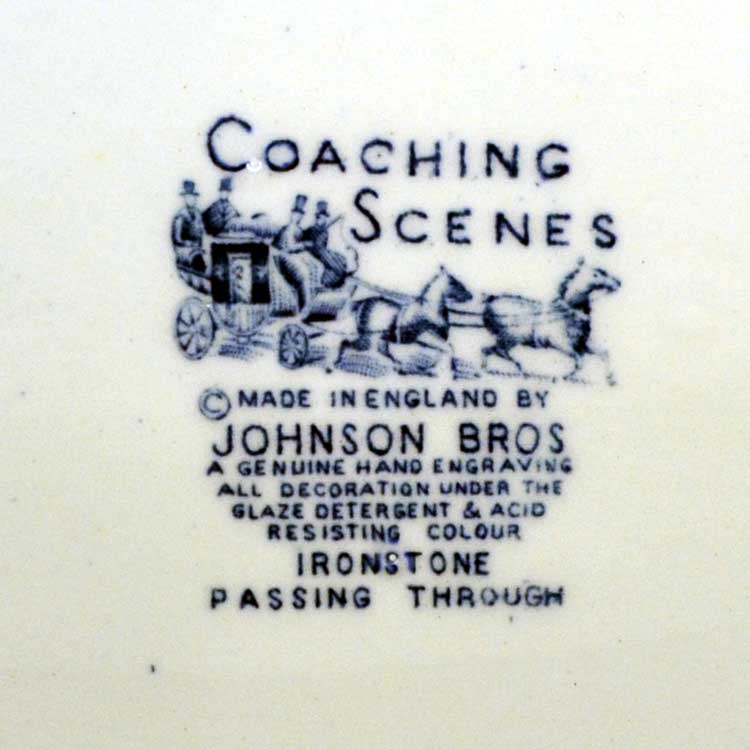 COACHING
SCENES
© MADE IN ENGLAND BY
JOHNSON BROS
A GENUINE HAND ENGRAVING
ALL DECORATION UNDER THE
GLAZE DETERGENT & ACID
RESISTING COLOUR
IRONSTONE
PASSING THROUGH